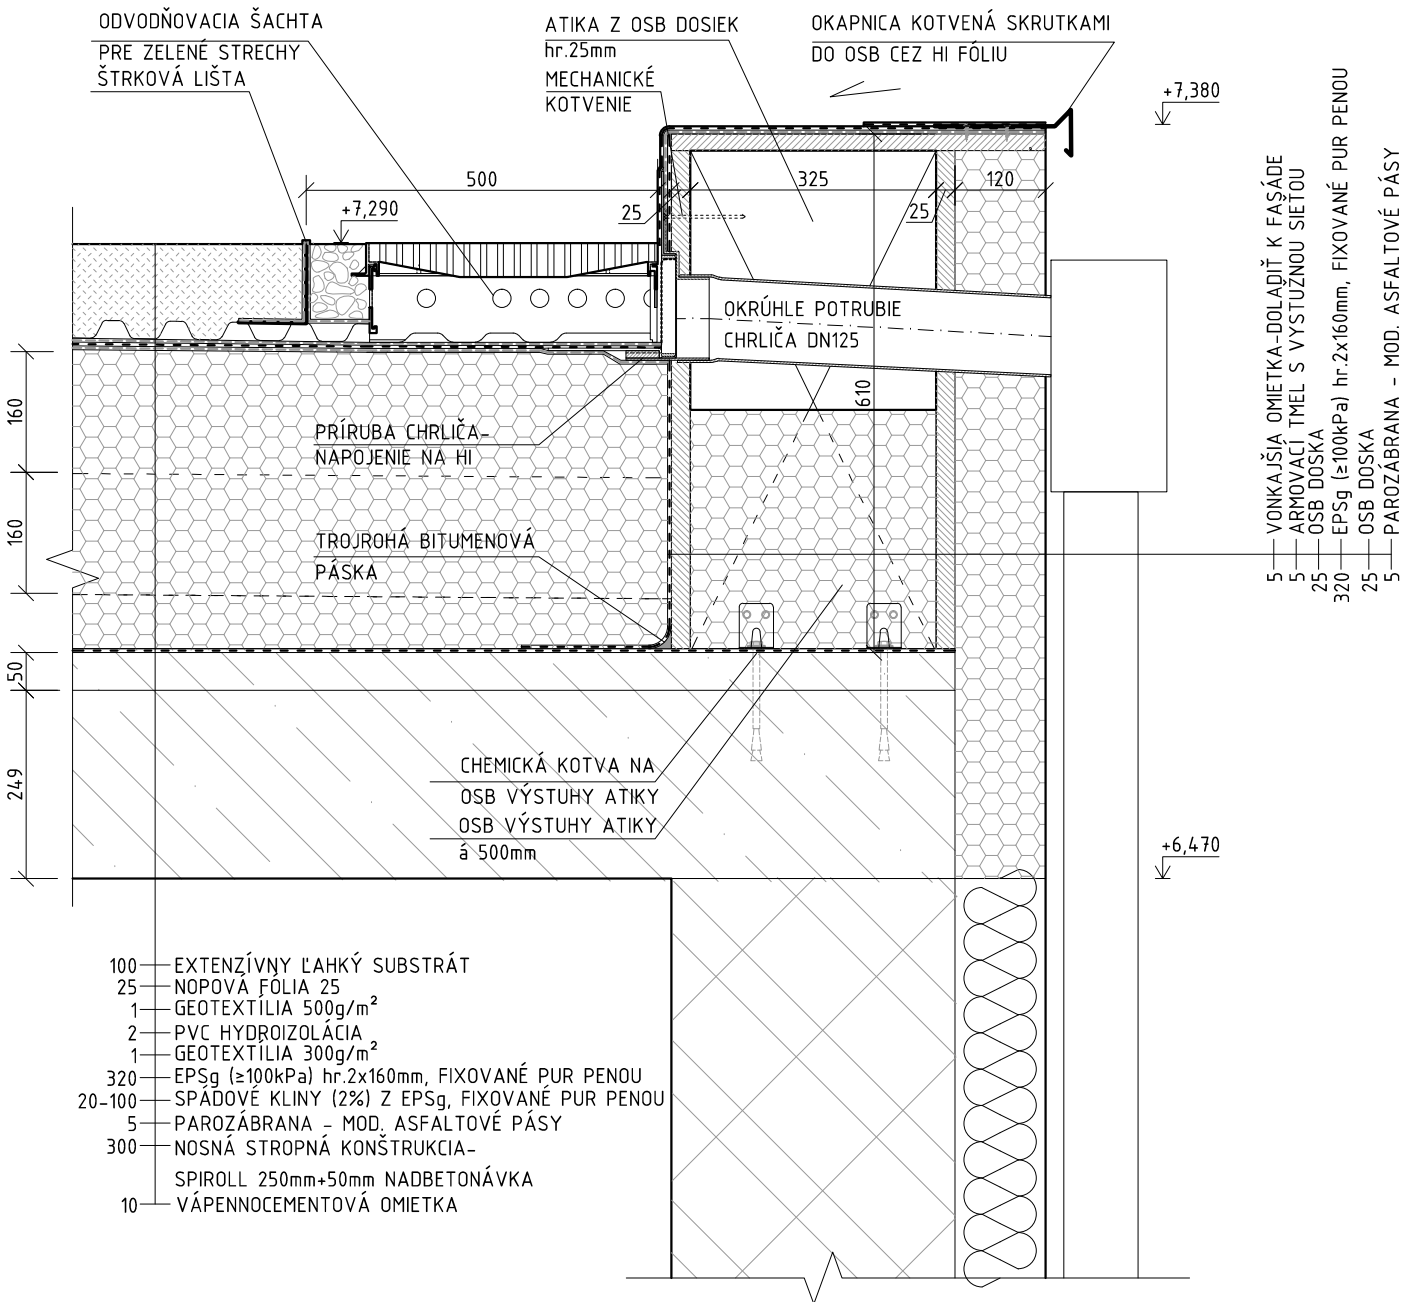 ODVODŇOVACIA ŠACHTA
PRE ZELENÉ STRECHY
ŠTRKOVÁ LIŠTA
ATIKA Z OSB DOSIEK
hr.25mm
MECHANICKÉ
KOTVENIE
OKAPNICA KOTVENÁ SKRUTKAMI
DO OSB CEZ HI FÓLIU
+7,380
500
325
120
25
25
+7,290
OKRÚHLE POTRUBIE
CHRLIČA DN125
610
160
160
PRÍRUBA CHRLIČA-
NAPOJENIE NA HI
TROJROHÁ BITUMENOVÁ
PÁSKA
50
249
CHEMICKÁ KOTVA NA
OSB VÝSTUHY ATIKY
OSB VÝSTUHY ATIKY
á 500mm
+6,470
5 VONKAJŠIA OMIETKA-DOLADIŤ K FAŠÁDE
5 ARMOVACÍ TMEL S VYSTUŽNOU SIEŤOU
25 OSB DOSKA
320 EPSg (≥100kPa) hr.2x160mm, FIXOVANÉ PUR PENOU
25 OSB DOSKA
5 PAROZÁBRANA - MOD. ASFALTOVÉ PÁSY
100 EXTENZÍVNY ĽAHKÝ SUBSTRÁT
25 NOPOVÁ FÓLIA 25
1 GEOTEXTÍLIA 500g/m²
2 PVC HYDROIZOLÁCIA
1 GEOTEXTÍLIA 300g/m²
320 EPSg (≥100kPa) hr.2x160mm, FIXOVANÉ PUR PENOU
20-100 SPÁDOVÉ KLINY (2%) Z EPSg, FIXOVANÉ PUR PENOU
5 PAROZÁBRANA - MOD. ASFALTOVÉ PÁSY
300 NOSNÁ STROPNÁ KONŠTRUKCIA-
SPIROLL 250mm+50mm NADBETONÁVKA
10 VÁPENNOCEMENTOVÁ OMIETKA